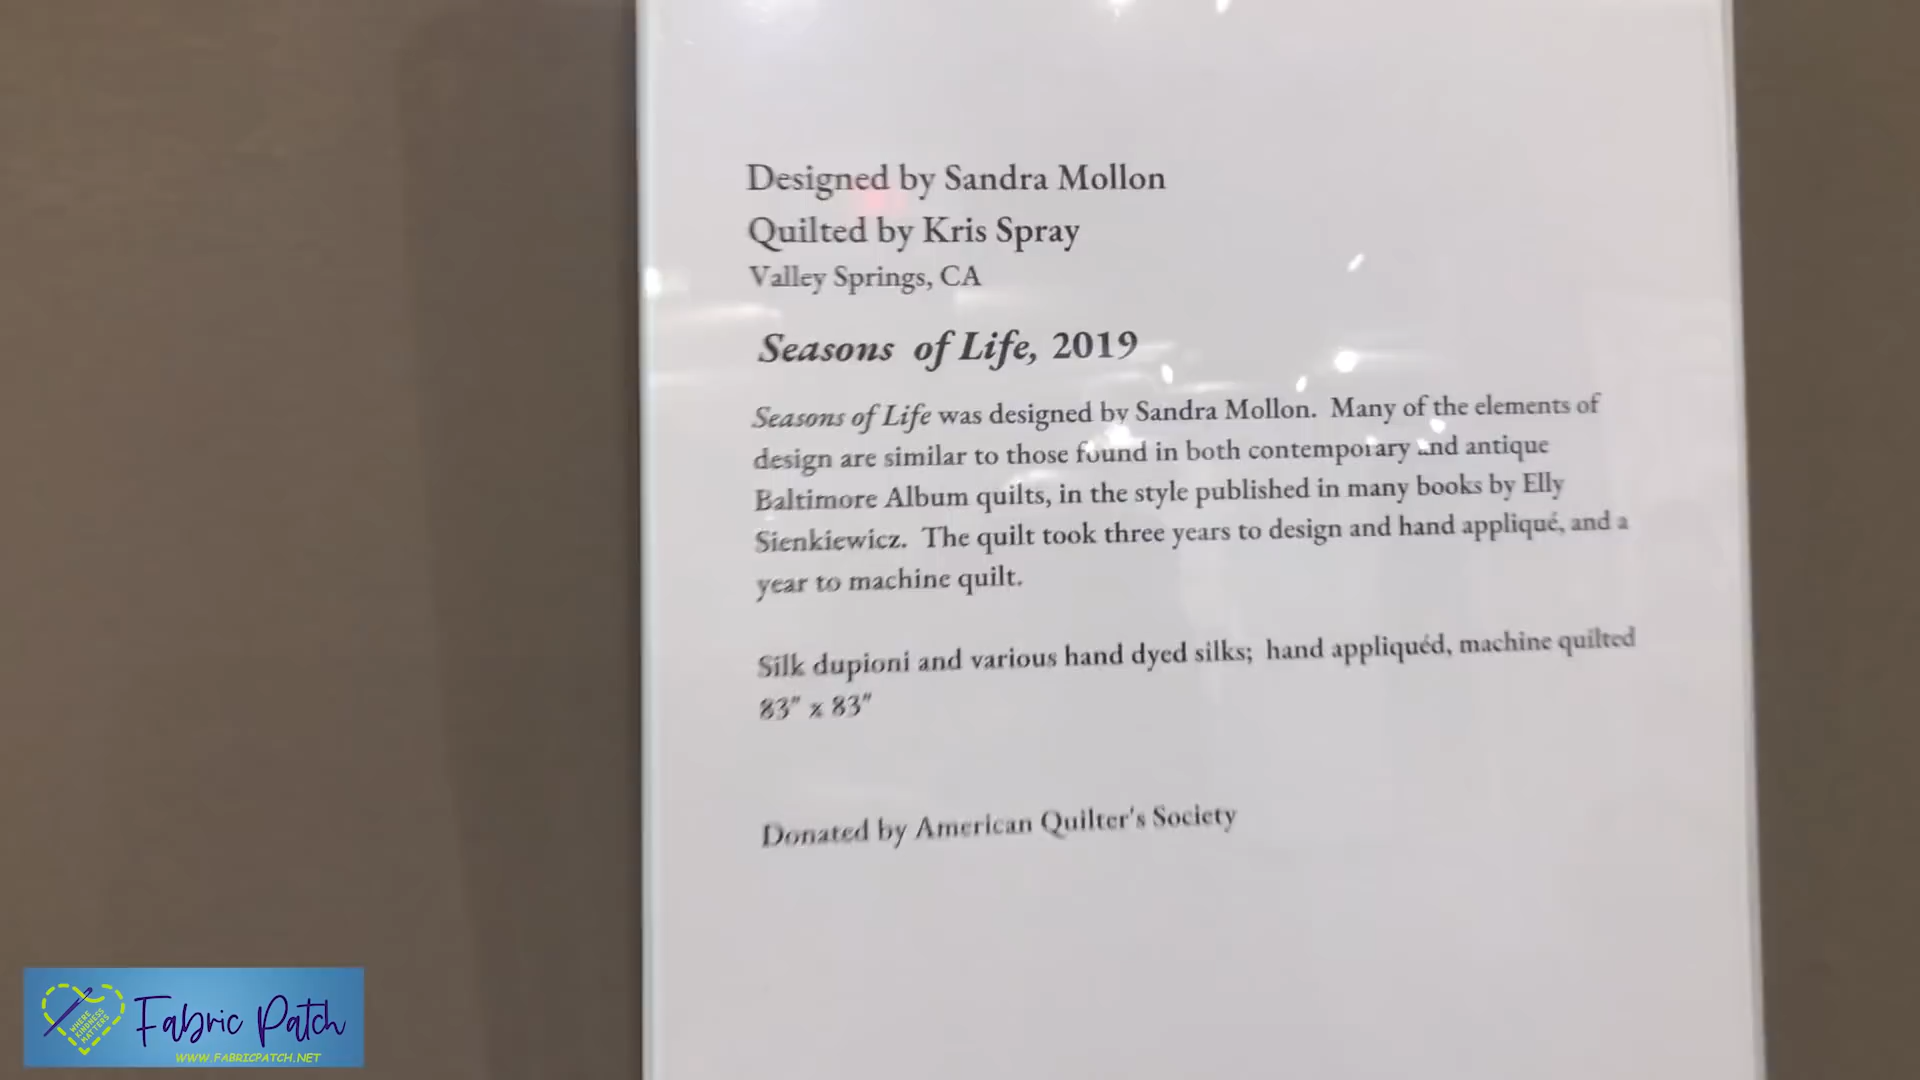 Designed by Sandra Mollon
Quilted by Kris Spray
Valley Springs, CA
Seasons of Life, 2019
Seasons of Life was designed by Sandra Mollon. Many of the elements of
design are similar to those found in both contemporary and antique
Baltimore Album quilts, in the style published in many books by Elly
Sienkiewicz. The quilt took three years to design and hand appliqué, and a
year to machine quilt.
Silk dupioni and various hand dyed silks; hand appliquéd, machine quilted
83" x 83"
Donated by American Quilter's Society
WHERE
KINDNESS
MATTERS
Fabric Patch
WWW.FABRICPATCH.NET